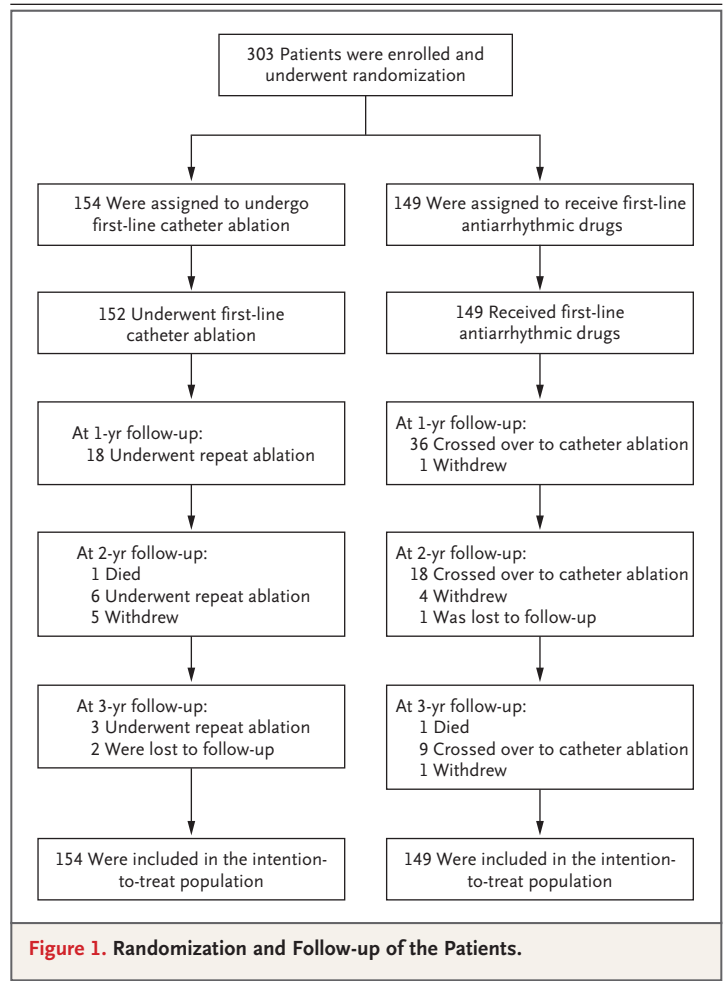 303 Patients were enrolled and
underwent randomization
154 Were assigned to undergo
first-line catheter ablation
149 Were assigned to receive first-line
antiarrhythmic drugs
152 Underwent first-line
catheter ablation
149 Received first-line
antiarrhythmic drugs
At 1-yr follow-up:
18 Underwent repeat ablation
At 1-yr follow-up:
36 Crossed over to catheter ablation
1 Withdrew
At 2-yr follow-up:
1 Died
6 Underwent repeat ablation
5 Withdrew
At 2-yr follow-up:
18 Crossed over to catheter ablation
4 Withdrew
1 Was lost to follow-up
At 3-yr follow-up:
3 Underwent repeat ablation
2 Were lost to follow-up
At 3-yr follow-up:
1 Died
9 Crossed over to catheter ablation
1 Withdrew
154 Were included in the intention-
to-treat population
149 Were included in the intention-
to-treat population
Figure 1. Randomization and Follow-up of the Patients.